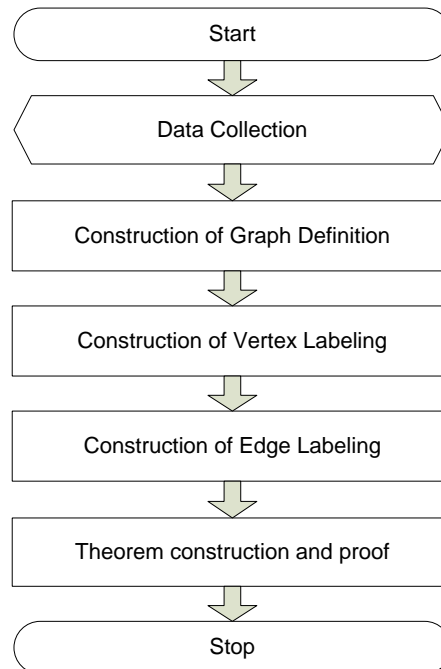 Start
Data Collection
Construction of Graph Definition
Construction of Vertex Labeling
Construction of Edge Labeling
Theorem construction and proof
Stop